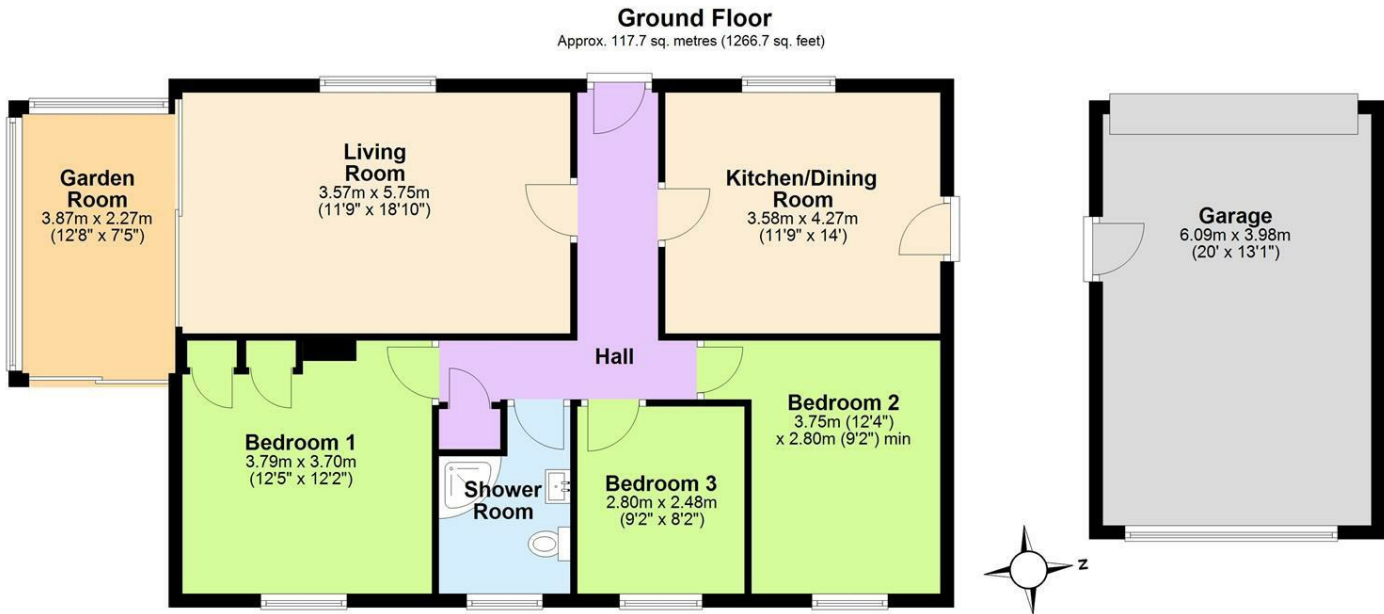 Ground Floor
Approx. 117.7 sq. metres (1266.7 sq. feet)
Garden
Room
3.87m x 2.27m
(12'8" x 7'5")
Living
Room
3.57m x 5.75m
(11'9" x 18'10")
Kitchen/Dining
Room
3.58m x 4.27m
(11'9" x 14')
Garage
6.09m x 3.98m
(20' x 13'1")
Hall
Bedroom 1
3.79m x 3.70m
(12'5" x 12'2")
Shower
Room
Bedroom 3
2.80m x 2.48m
(9'2" x 8'2")
Bedroom 2
3.75m (12'4")
x 2.80m (9'2") min
N